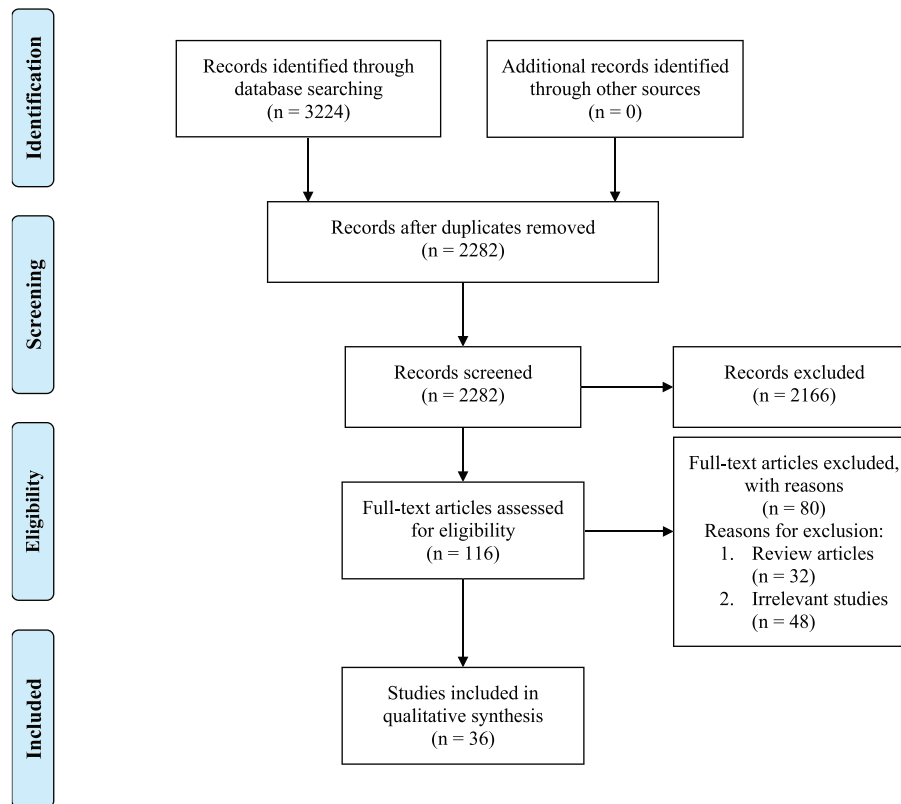 Identification
Records identified through
database searching
(n = 3224)
Additional records identified
through other sources
(n = 0)
Screening
Records after duplicates removed
(n = 2282)
Records screened
(n = 2282)
Records excluded
(n = 2166)
Eligibility
Full-text articles assessed
for eligibility
(n = 116)
Full-text articles excluded,
with reasons
(n = 80)
Reasons for exclusion:
1. Review articles
(n = 32)
2. Irrelevant studies
(n = 48)
Included
Studies included in
qualitative synthesis
(n = 36)